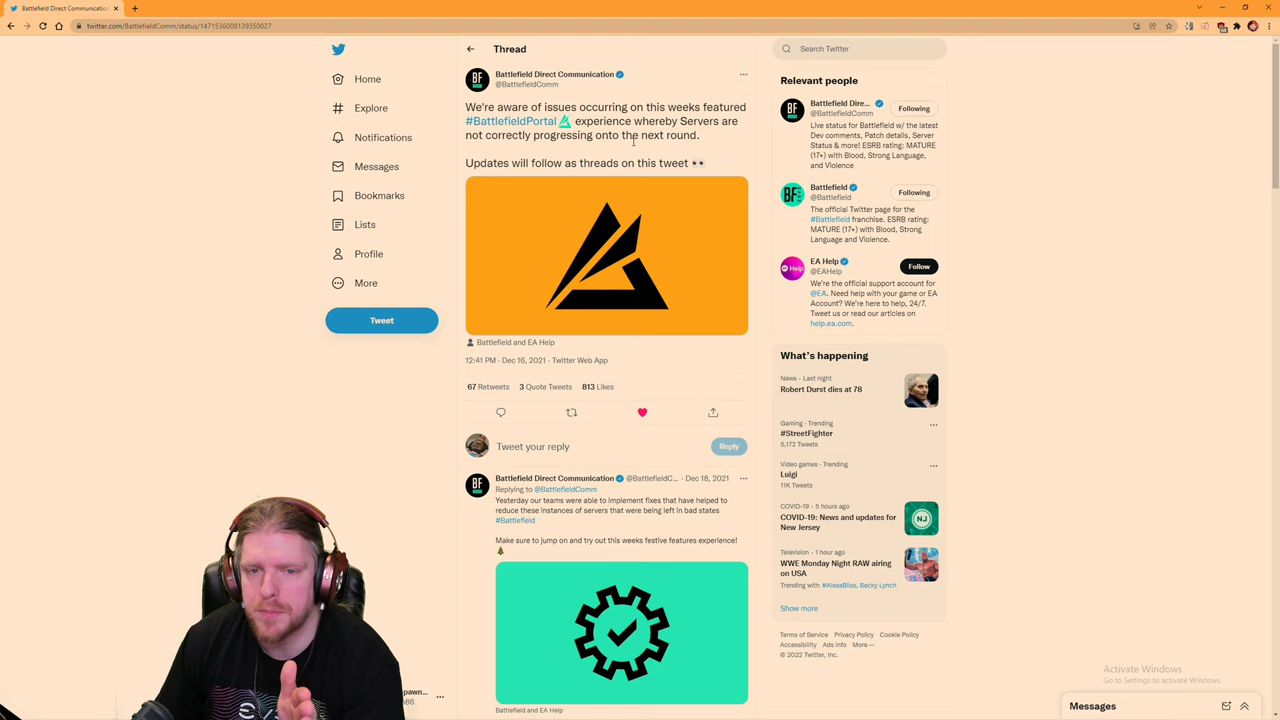 Battlefield Direct Communication
twitter.com/BattlefieldComm/status/1471536008139350027
Home
Explore
Notifications
Messages
Bookmarks
Lists
Profile
More
Tweet
Thread
Battlefield Direct Communication
@BattlefieldComm
We're aware of issues occurring on this weeks featured
#BattlefieldPortal experience whereby Servers are
not correctly progressing onto the next round.
Updates will follow as threads on this tweet 👀
Battlefield and EA Help
12:41 PM · Dec 16, 2021 · Twitter Web App
67 Retweets 3 Quote Tweets 813 Likes
Tweet your reply
Reply
Battlefield Direct Communication @BattlefieldC... · Dec 18, 2021
Replying to @BattlefieldComm
Yesterday our teams were able to implement fixes that have helped to
reduce these instances of servers that were being left in bad states
#Battlefield
Make sure to jump on and try out this weeks festive features experience!
🎄
Battlefield and EA Help
Search Twitter
Relevant people
Battlefield Dire...
@BattlefieldComm
Following
Live status for Battlefield w/ the latest
Dev comments, Patch details, Server
Status & more! ESRB rating: MATURE
(17+) with Blood, Strong Language,
and Violence
Battlefield
@Battlefield
Following
The official Twitter page for the
#Battlefield franchise. ESRB rating:
MATURE (17+) with Blood, Strong
Language and Violence.
EA Help
@EAHelp
Follow
We're the official support account for
@EA. Need help with your game or EA
Account? We're here to help, 24/7.
Tweet us or read our articles on
help.ea.com.
What's happening
News · Last night
Robert Durst dies at 78
Gaming · Trending
#StreetFighter
5,172 Tweets
Video games · Trending
Luigi
11K Tweets
COVID-19 · 5 hours ago
COVID-19: News and updates for
New Jersey
NJ
Television · 1 hour ago
WWE Monday Night RAW airing
on USA
Trending with #AlexaBliss, Becky Lynch
Show more
Terms of Service Privacy Policy Cookie Policy
Accessibility Ads info More ···
© 2022 Twitter, Inc.
Activate Windows
Go to Settings to activate Windows.
Messages